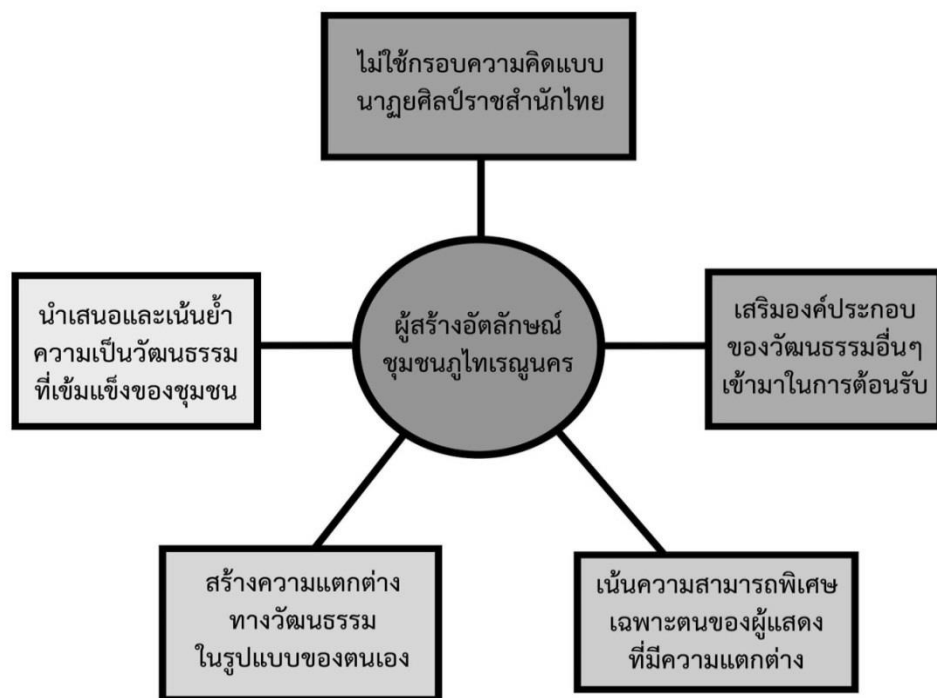 ไม่ใช้กรอบความคิดแบบ
นาฏยศิลป์ราชสำนักไทย
นำเสนอและเน้นย้ำ
ความเป็นวัฒนธรรม
ที่เข้มแข็งของชุมชน
ผู้สร้างอัตลักษณ์
ชุมชนภูไทเรณูนคร
เสริมองค์ประกอบ
ของวัฒนธรรมอื่นๆ
เข้ามาในการต้อนรับ
สร้างความแตกต่าง
ทางวัฒนธรรม
ในรูปแบบของตนเอง
เน้นความสามารถพิเศษ
เฉพาะตนของผู้แสดง
ที่มีความแตกต่าง